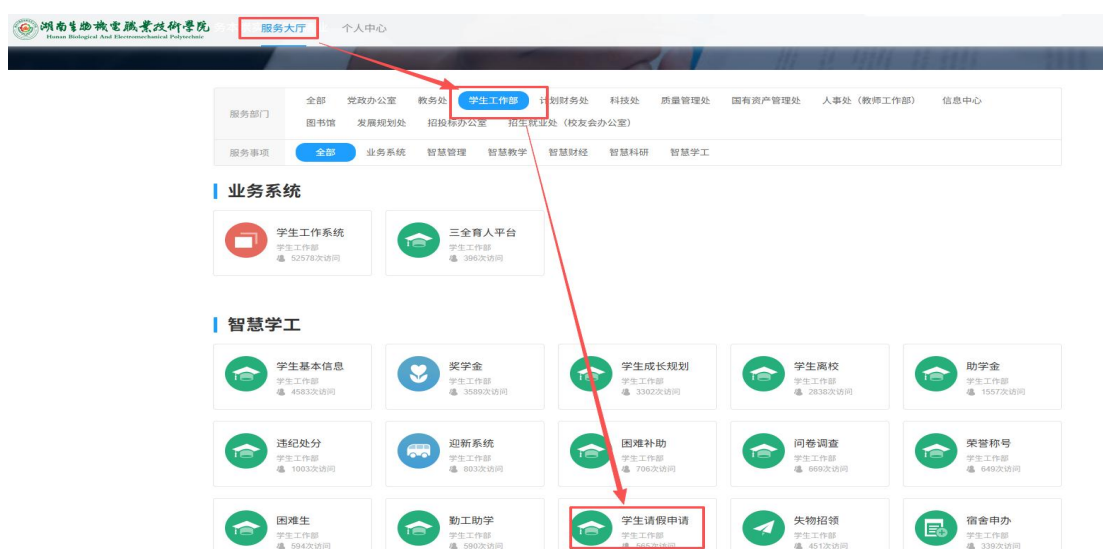 湖南生物機電職業技術學院
Hunan Biological And Electromechanical Polytechnic
服务大厅 个人中心
服务部门 全部 党政办公室 教务处 学生工作部 计划财务处 科技处 质量管理处 国有资产管理处 人事处（教师工作部） 信息中心
图书馆 发展规划处 招投标办公室 招生就业处（校友会办公室）
服务事项 全部 业务系统 智慧管理 智慧教学 智慧财经 智慧科研 智慧学工
业务系统
学生工作系统 三全育人平台
学生工作部 学生工作部
52578次访问 396次访问
智慧学工
学生基本信息 奖学金 学生成长规划 学生离校 助学金
学生工作部 学生工作部 学生工作部 学生工作部 学生工作部
4583次访问 3589次访问 3302次访问 2838次访问 1557次访问
违纪处分 迎新系统 困难补助 问卷调查 荣誉称号
学生工作部 学生工作部 学生工作部 学生工作部 学生工作部
1003次访问 803次访问 706次访问 669次访问 649次访问
困难生 勤工助学 学生请假申请 失物招领 宿舍申办
学生工作部 学生工作部 学生工作部 学生工作部 学生工作部
594次访问 590次访问 565次访问 451次访问 339次访问